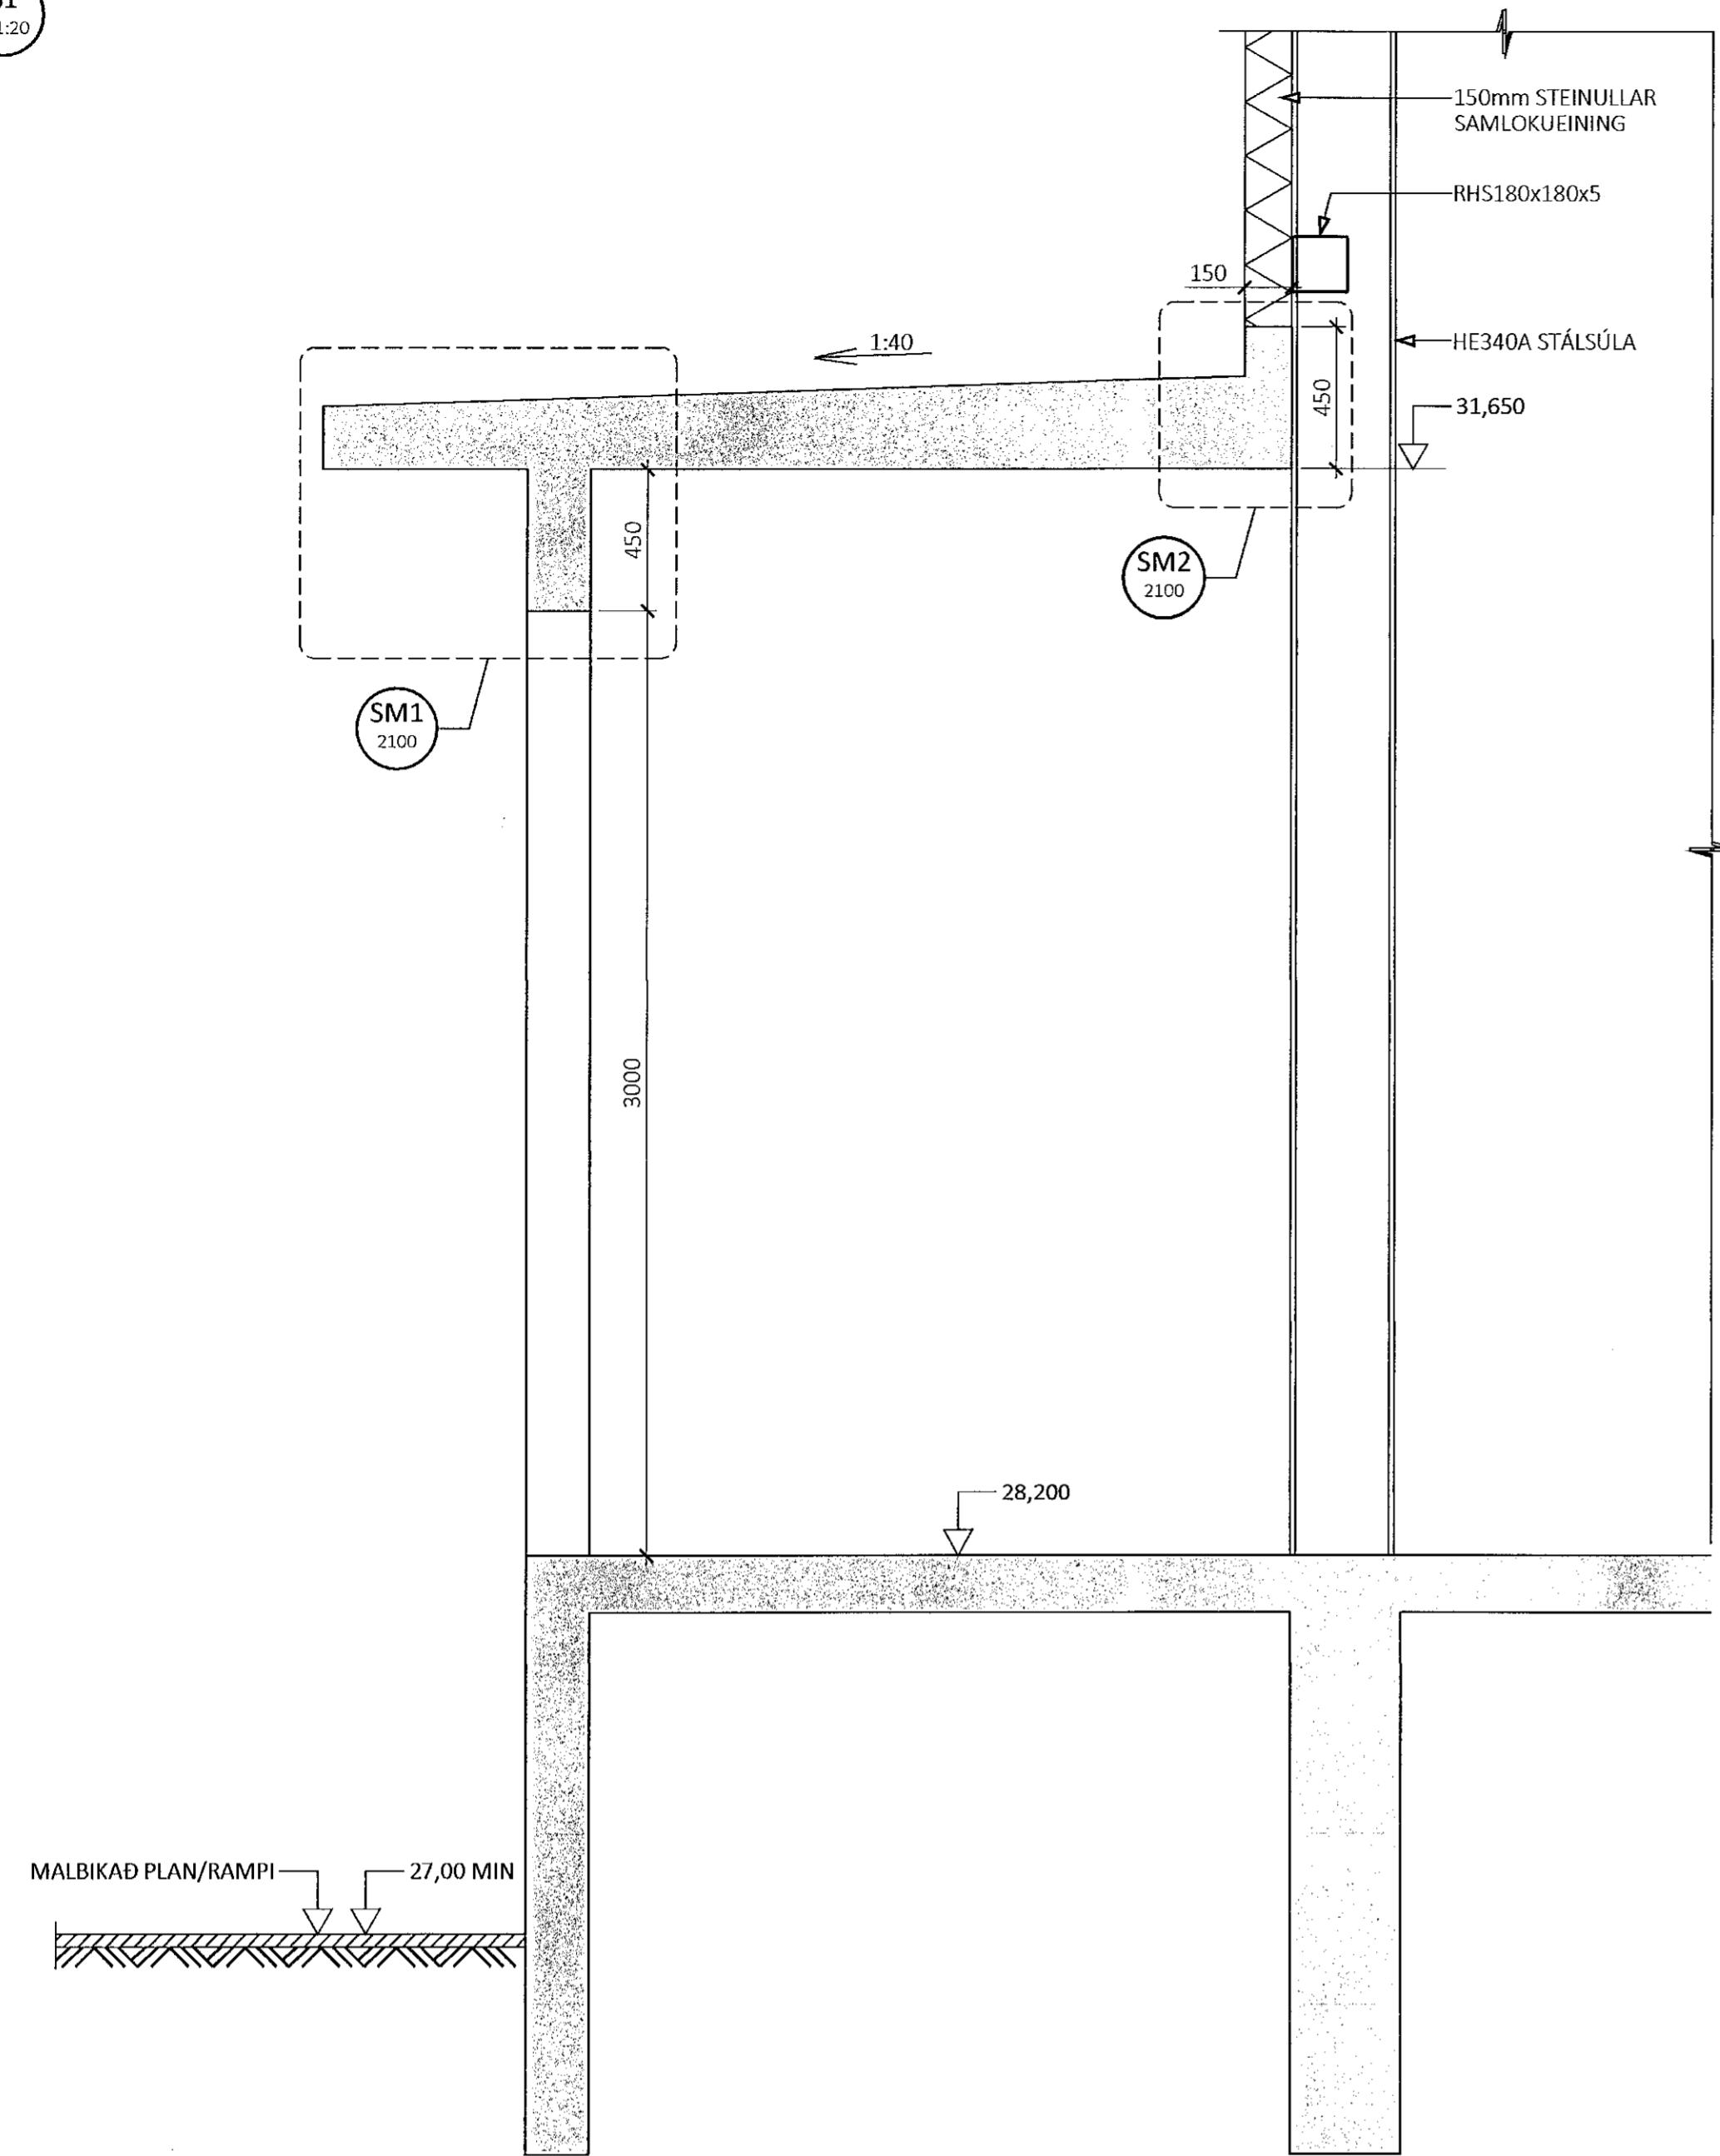 1:20
150mm STEINULLAR
SAMLOKUEINING
RHS180x180x5
150
1:40
HE340A STÁLSÚLA
450
31,650
450
SM2
2100
SM1
2100
3000
28,200
MALBIKAÐ PLAN/RAMPI
27,00 MIN